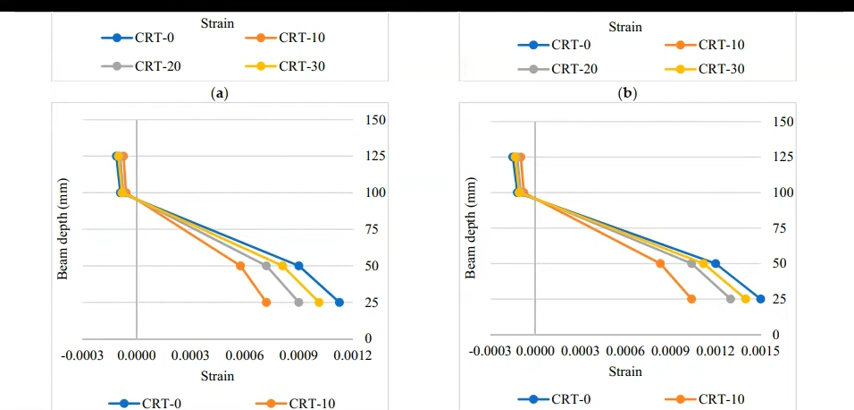 Strain
CRT-0 CRT-10
CRT-20 CRT-30
(a)
Strain
CRT-0 CRT-10
CRT-20 CRT-30
(b)
Beam depth (mm)
150
125
100
75
50
25
0
-0.0003 0.0000 0.0003 0.0006 0.0009 0.0012
Strain
CRT-0 CRT-10
Beam depth (mm)
150
125
100
75
50
25
0
-0.0003 0.0000 0.0003 0.0006 0.0009 0.0012 0.0015
Strain
CRT-0 CRT-10